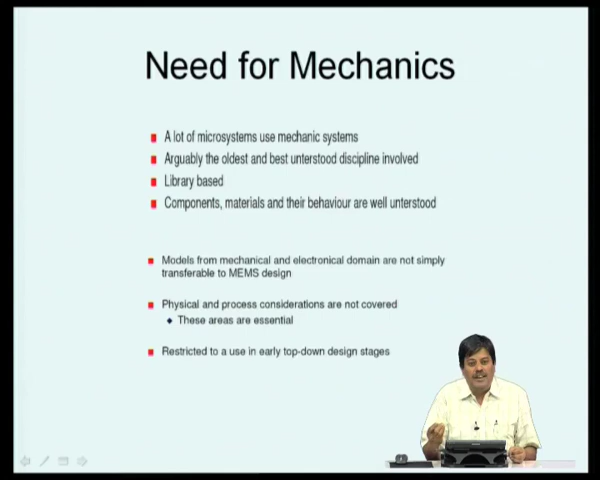 Need for Mechanics
A lot of microsystems use mechanic systems
Arguably the oldest and best unterstood discipline involved
Library based
Components, materials and their behaviour are well unterstood
Models from mechanical and electronical domain are not simply
transferable to MEMS design
Physical and process considerations are not covered
These areas are essential
Restricted to a use in early top-down design stages